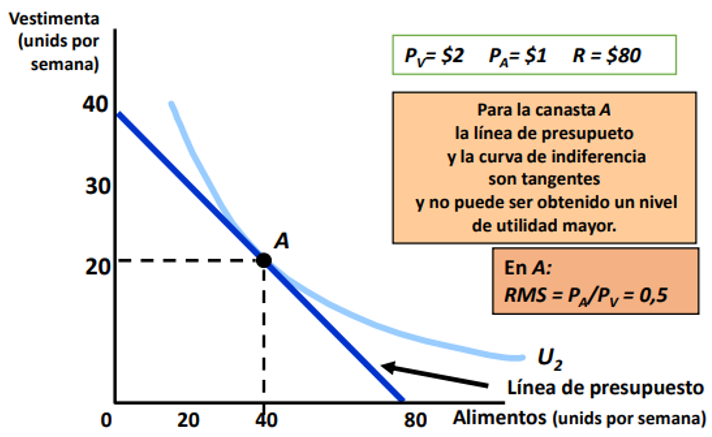 Vestimenta
(unids por
semana)
P_V= $2 P_A= $1 R = $80
40
Para la canasta A
la línea de presupueto
y la curva de indiferencia
son tangentes
y no puede ser obtenido un nivel
de utilidad mayor.
30
A
20
En A:
RMS = P_A/P_V = 0,5
U_2
Línea de presupuesto
0 20 40 80 Alimentos (unids por semana)